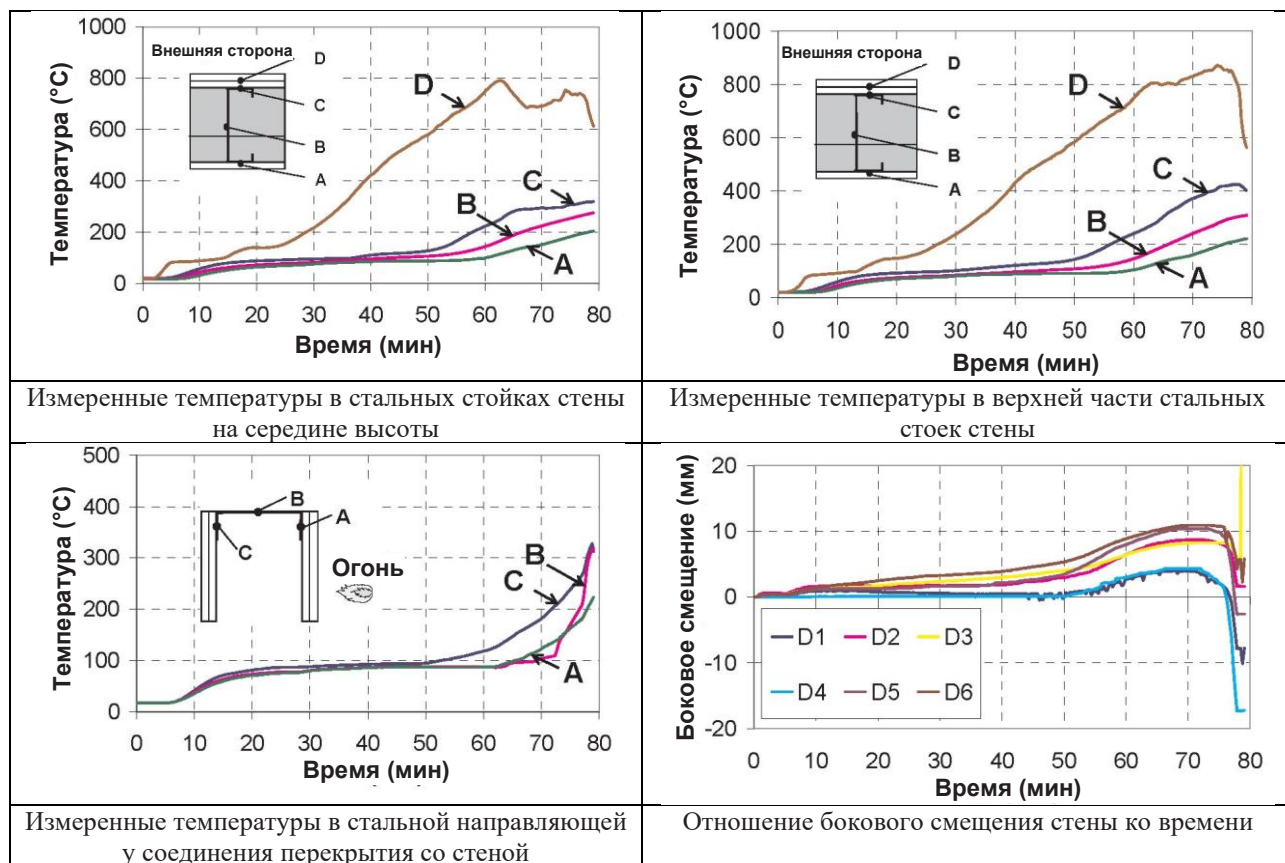 1000
800
600
400
200
0
Температура (°C)
Внешняя сторона
D
C
B
A
D
C
B
A
0 10 20 30 40 50 60 70 80
Время (мин)
Измеренные температуры в стальных стойках стены
на середине высоты
1000
800
600
400
200
0
Температура (°C)
Внешняя сторона
D
C
B
A
D
C
B
A
0 10 20 30 40 50 60 70 80
Время (мин)
Измеренные температуры в верхней части стальных
стоек стены
500
400
300
200
100
0
Температура (°C)
B
A
C
Огонь
B
C
A
0 10 20 30 40 50 60 70 80
Время (мин)
Измеренные температуры в стальной направляющей
у соединения перекрытия со стеной
20
10
0
-10
-20
Боковое смещение (мм)
D1 D2 D3
D4 D5 D6
0 10 20 30 40 50 60 70 80
Время (мин)
Отношение бокового смещения стены ко времени